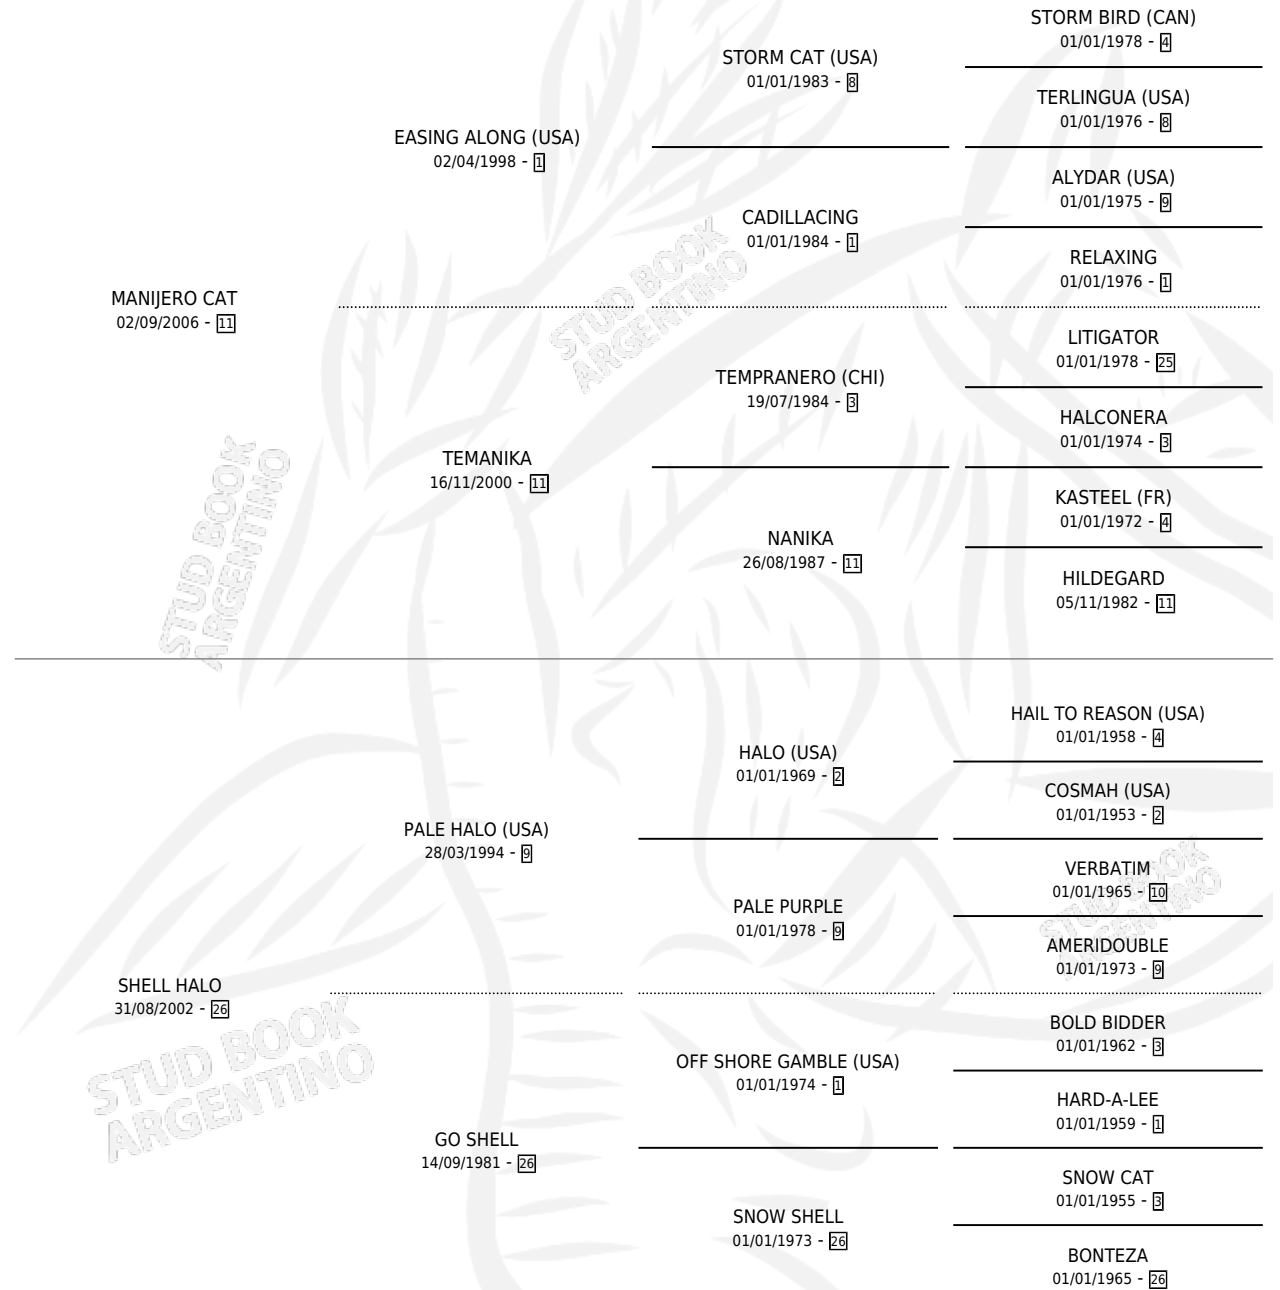 STORM BIRD (CAN)
01/01/1978 - 4
STORM CAT (USA)
01/01/1983 - 8
TERLINGUA (USA)
01/01/1976 - 8
EASING ALONG (USA)
02/04/1998 - 1
ALYDAR (USA)
01/01/1975 - 9
CADILLACING
01/01/1984 - 1
RELAXING
01/01/1976 - 1
MANIJERO CAT
02/09/2006 - 11
LITIGATOR
01/01/1978 - 25
TEMPRANERO (CHI)
19/07/1984 - 3
HALCONERA
01/01/1974 - 3
TEMANIKA
16/11/2000 - 11
KASTEEL (FR)
01/01/1972 - 4
NANIKA
26/08/1987 - 11
HILDEGARD
05/11/1982 - 11
HAIL TO REASON (USA)
01/01/1958 - 4
HALO (USA)
01/01/1969 - 2
COSMAH (USA)
01/01/1953 - 2
PALE HALO (USA)
28/03/1994 - 9
VERBATIM
01/01/1965 - 10
PALE PURPLE
01/01/1978 - 9
AMERIDOUBLE
01/01/1973 - 9
SHELL HALO
31/08/2002 - 26
BOLD BIDDER
01/01/1962 - 3
OFF SHORE GAMBLE (USA)
01/01/1974 - 1
HARD-A-LEE
01/01/1959 - 1
GO SHELL
14/09/1981 - 26
SNOW CAT
01/01/1955 - 3
SNOW SHELL
01/01/1973 - 26
BONTEZA
01/01/1965 - 26
STUD BOOK
ARGENTINO
STUD BOOK
ARGENTINO
STUD BOOK
ARGENTINO
STUD BOOK
ARGENTINO